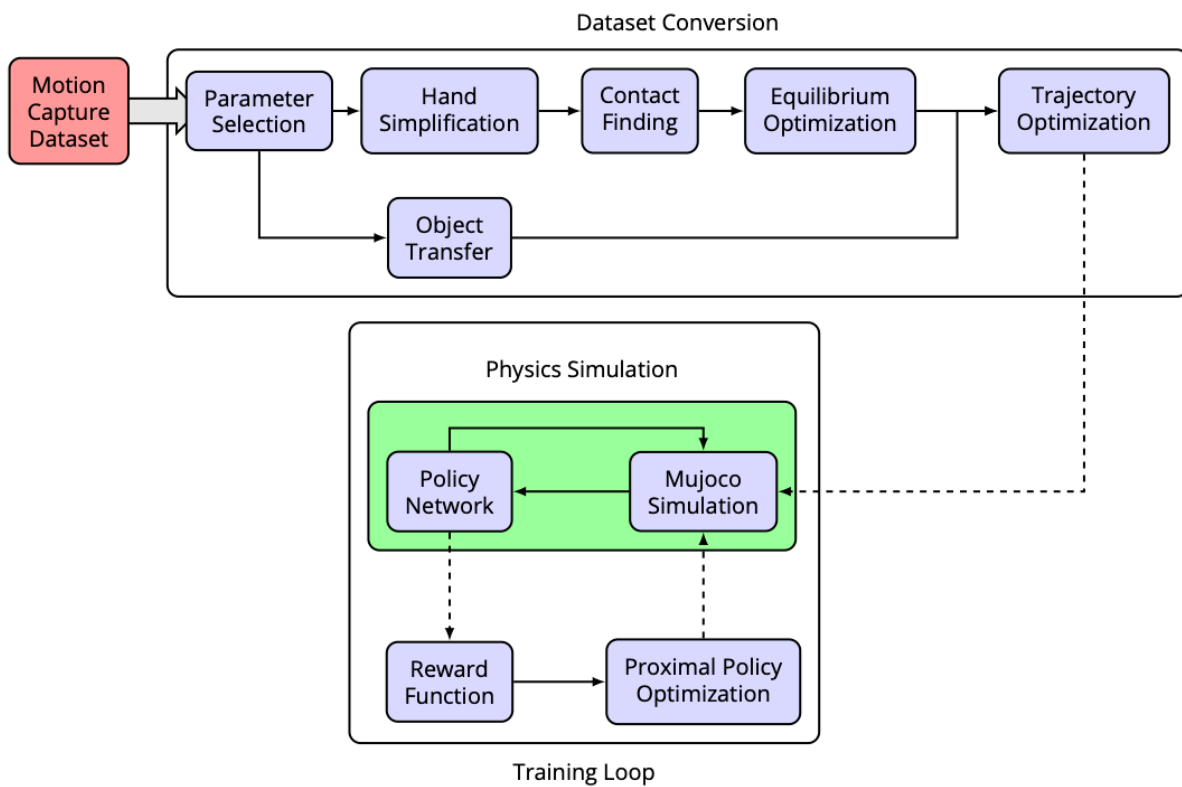 Dataset Conversion
Motion
Capture
Dataset
Parameter
Selection
Hand
Simplification
Contact
Finding
Equilibrium
Optimization
Trajectory
Optimization
Object
Transfer
Physics Simulation
Policy
Network
Mujoco
Simulation
Reward
Function
Proximal Policy
Optimization
Training Loop